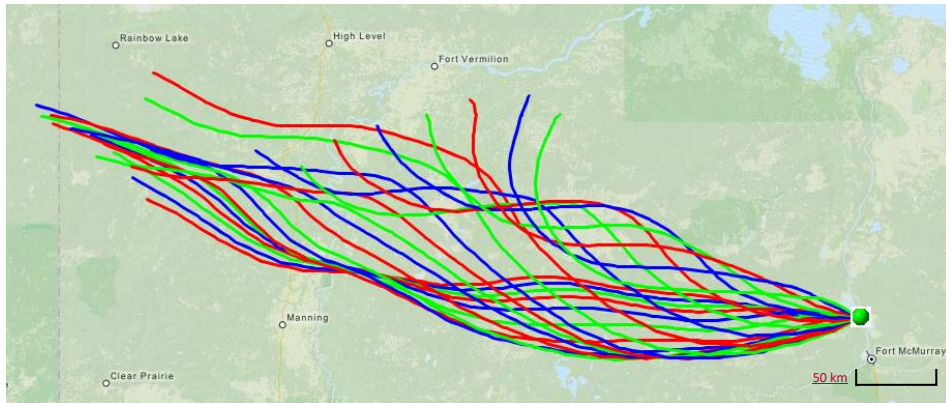 Rainbow Lake
High Level
Fort Vermilion
Manning
Fort McMurray
Clear Prairie
50 km